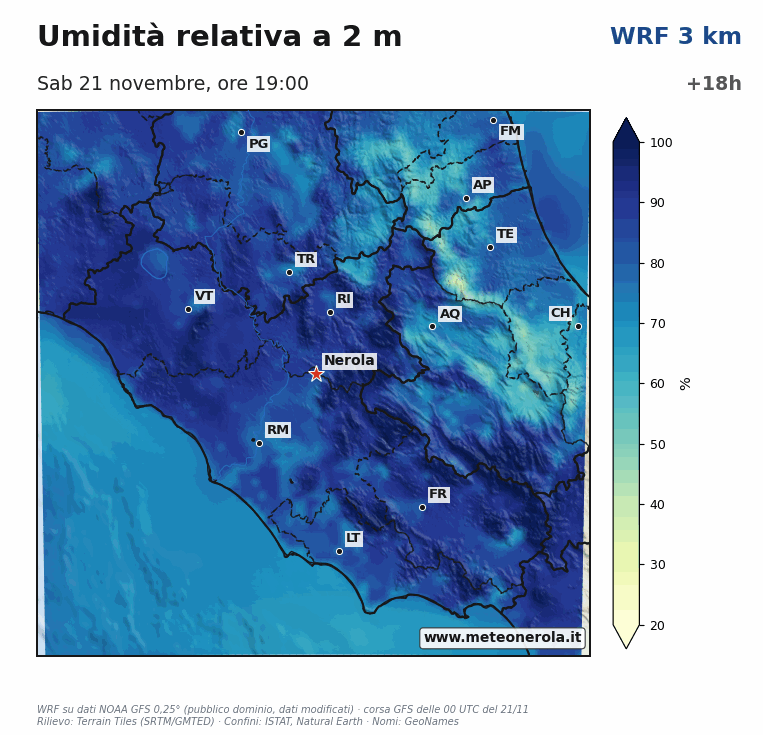 Umidità relativa a 2 m
WRF 3 km
Sab 21 novembre, ore 19:00
+18h
FM
PG
AP
TE
TR
VT
RI
AQ
CH
Nerola
RM
FR
LT
www.meteonerola.it
100
90
80
70
60
50
40
30
20
%
WRF su dati NOAA GFS 0,25° (pubblico dominio, dati modificati) · corsa GFS delle 00 UTC del 21/11
Rilievo: Terrain Tiles (SRTM/GMTED) · Confini: ISTAT, Natural Earth · Nomi: GeoNames